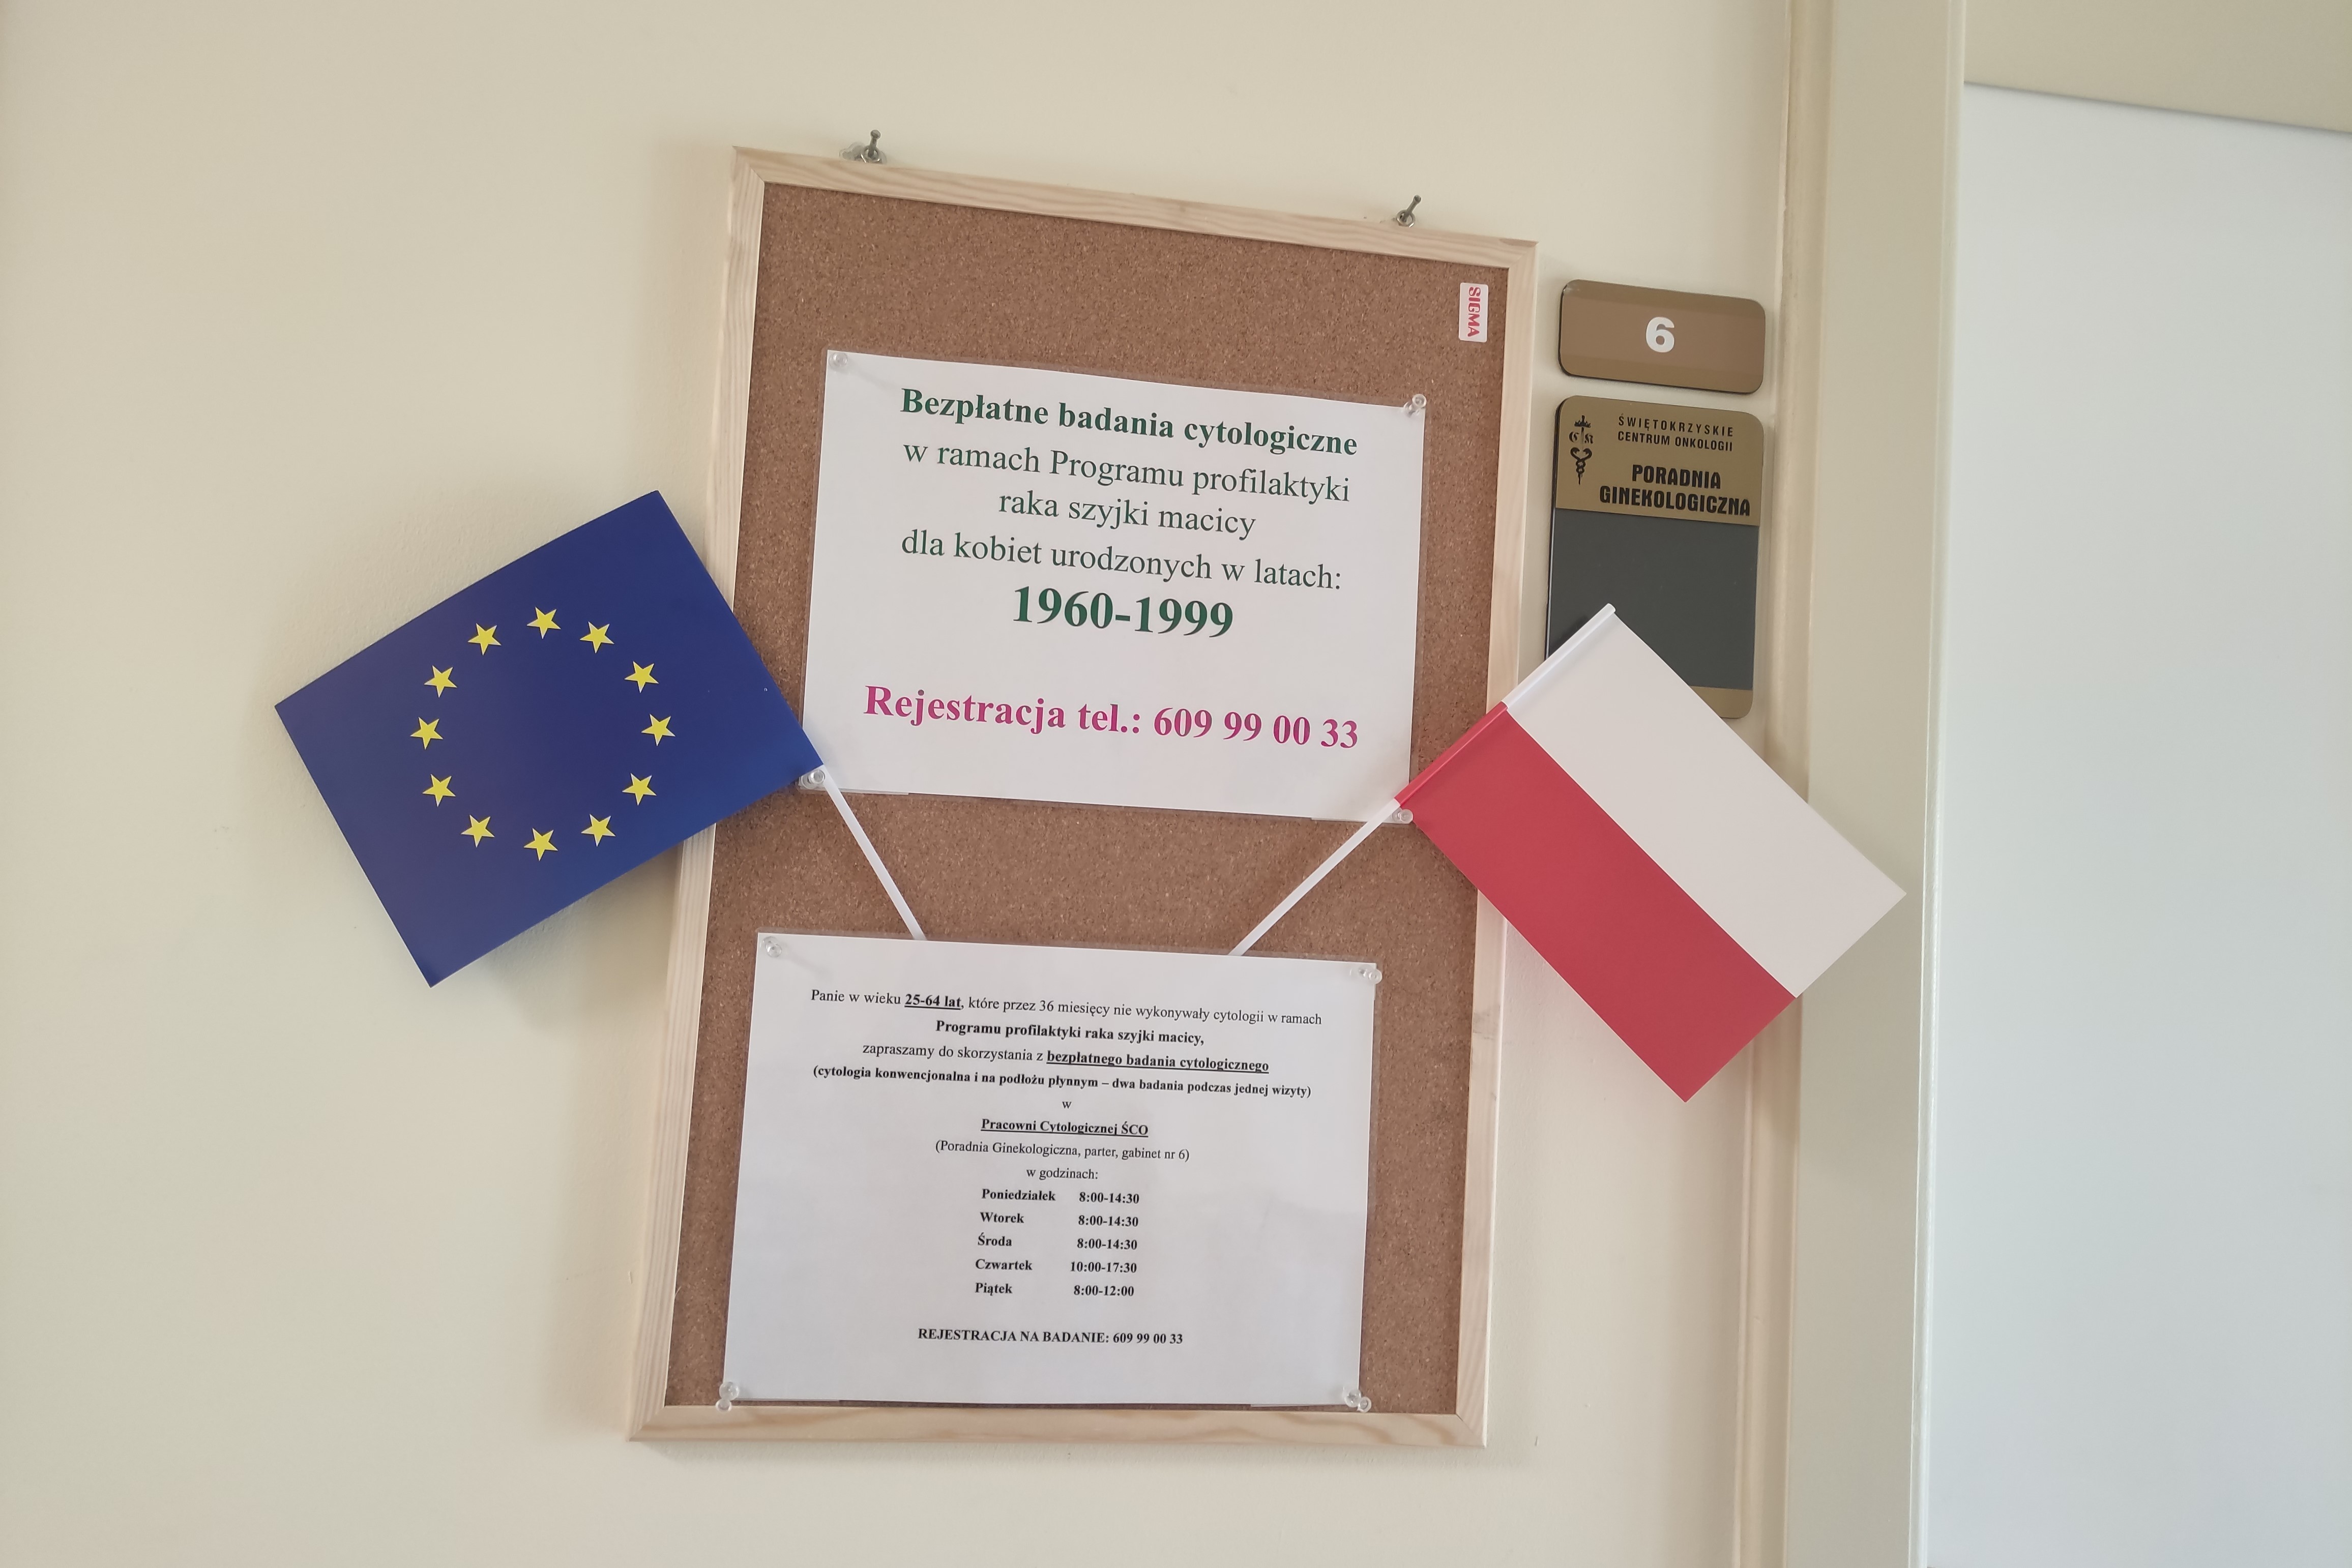 SIGMA
Bezpłatne badania cytologiczne
w ramach Programu profilaktyki
raka szyjki macicy
dla kobiet urodzonych w latach:
1960-1999
Rejestracja tel.: 609 99 00 33
6
ŚWIĘTOKRZYSKIE
CENTRUM ONKOLOGII
PORADNIA
GINEKOLOGICZNA
Panie w wieku 25-64 lat, które przez 36 miesięcy nie wykonywały cytologii w ramach
Programu profilaktyki raka szyjki macicy,
zapraszamy do skorzystania z bezpłatnego badania cytologicznego
(cytologia konwencjonalna i na podłożu płynnym – dwa badania podczas jednej wizyty)
w
Pracowni Cytologicznej ŚCO
(Poradnia Ginekologiczna, parter, gabinet nr 6)
w godzinach:
Poniedziałek 8:00-14:30
Wtorek 8:00-14:30
Środa 8:00-14:30
Czwartek 10:00-17:30
Piątek 8:00-12:00
REJESTRACJA NA BADANIE: 609 99 00 33